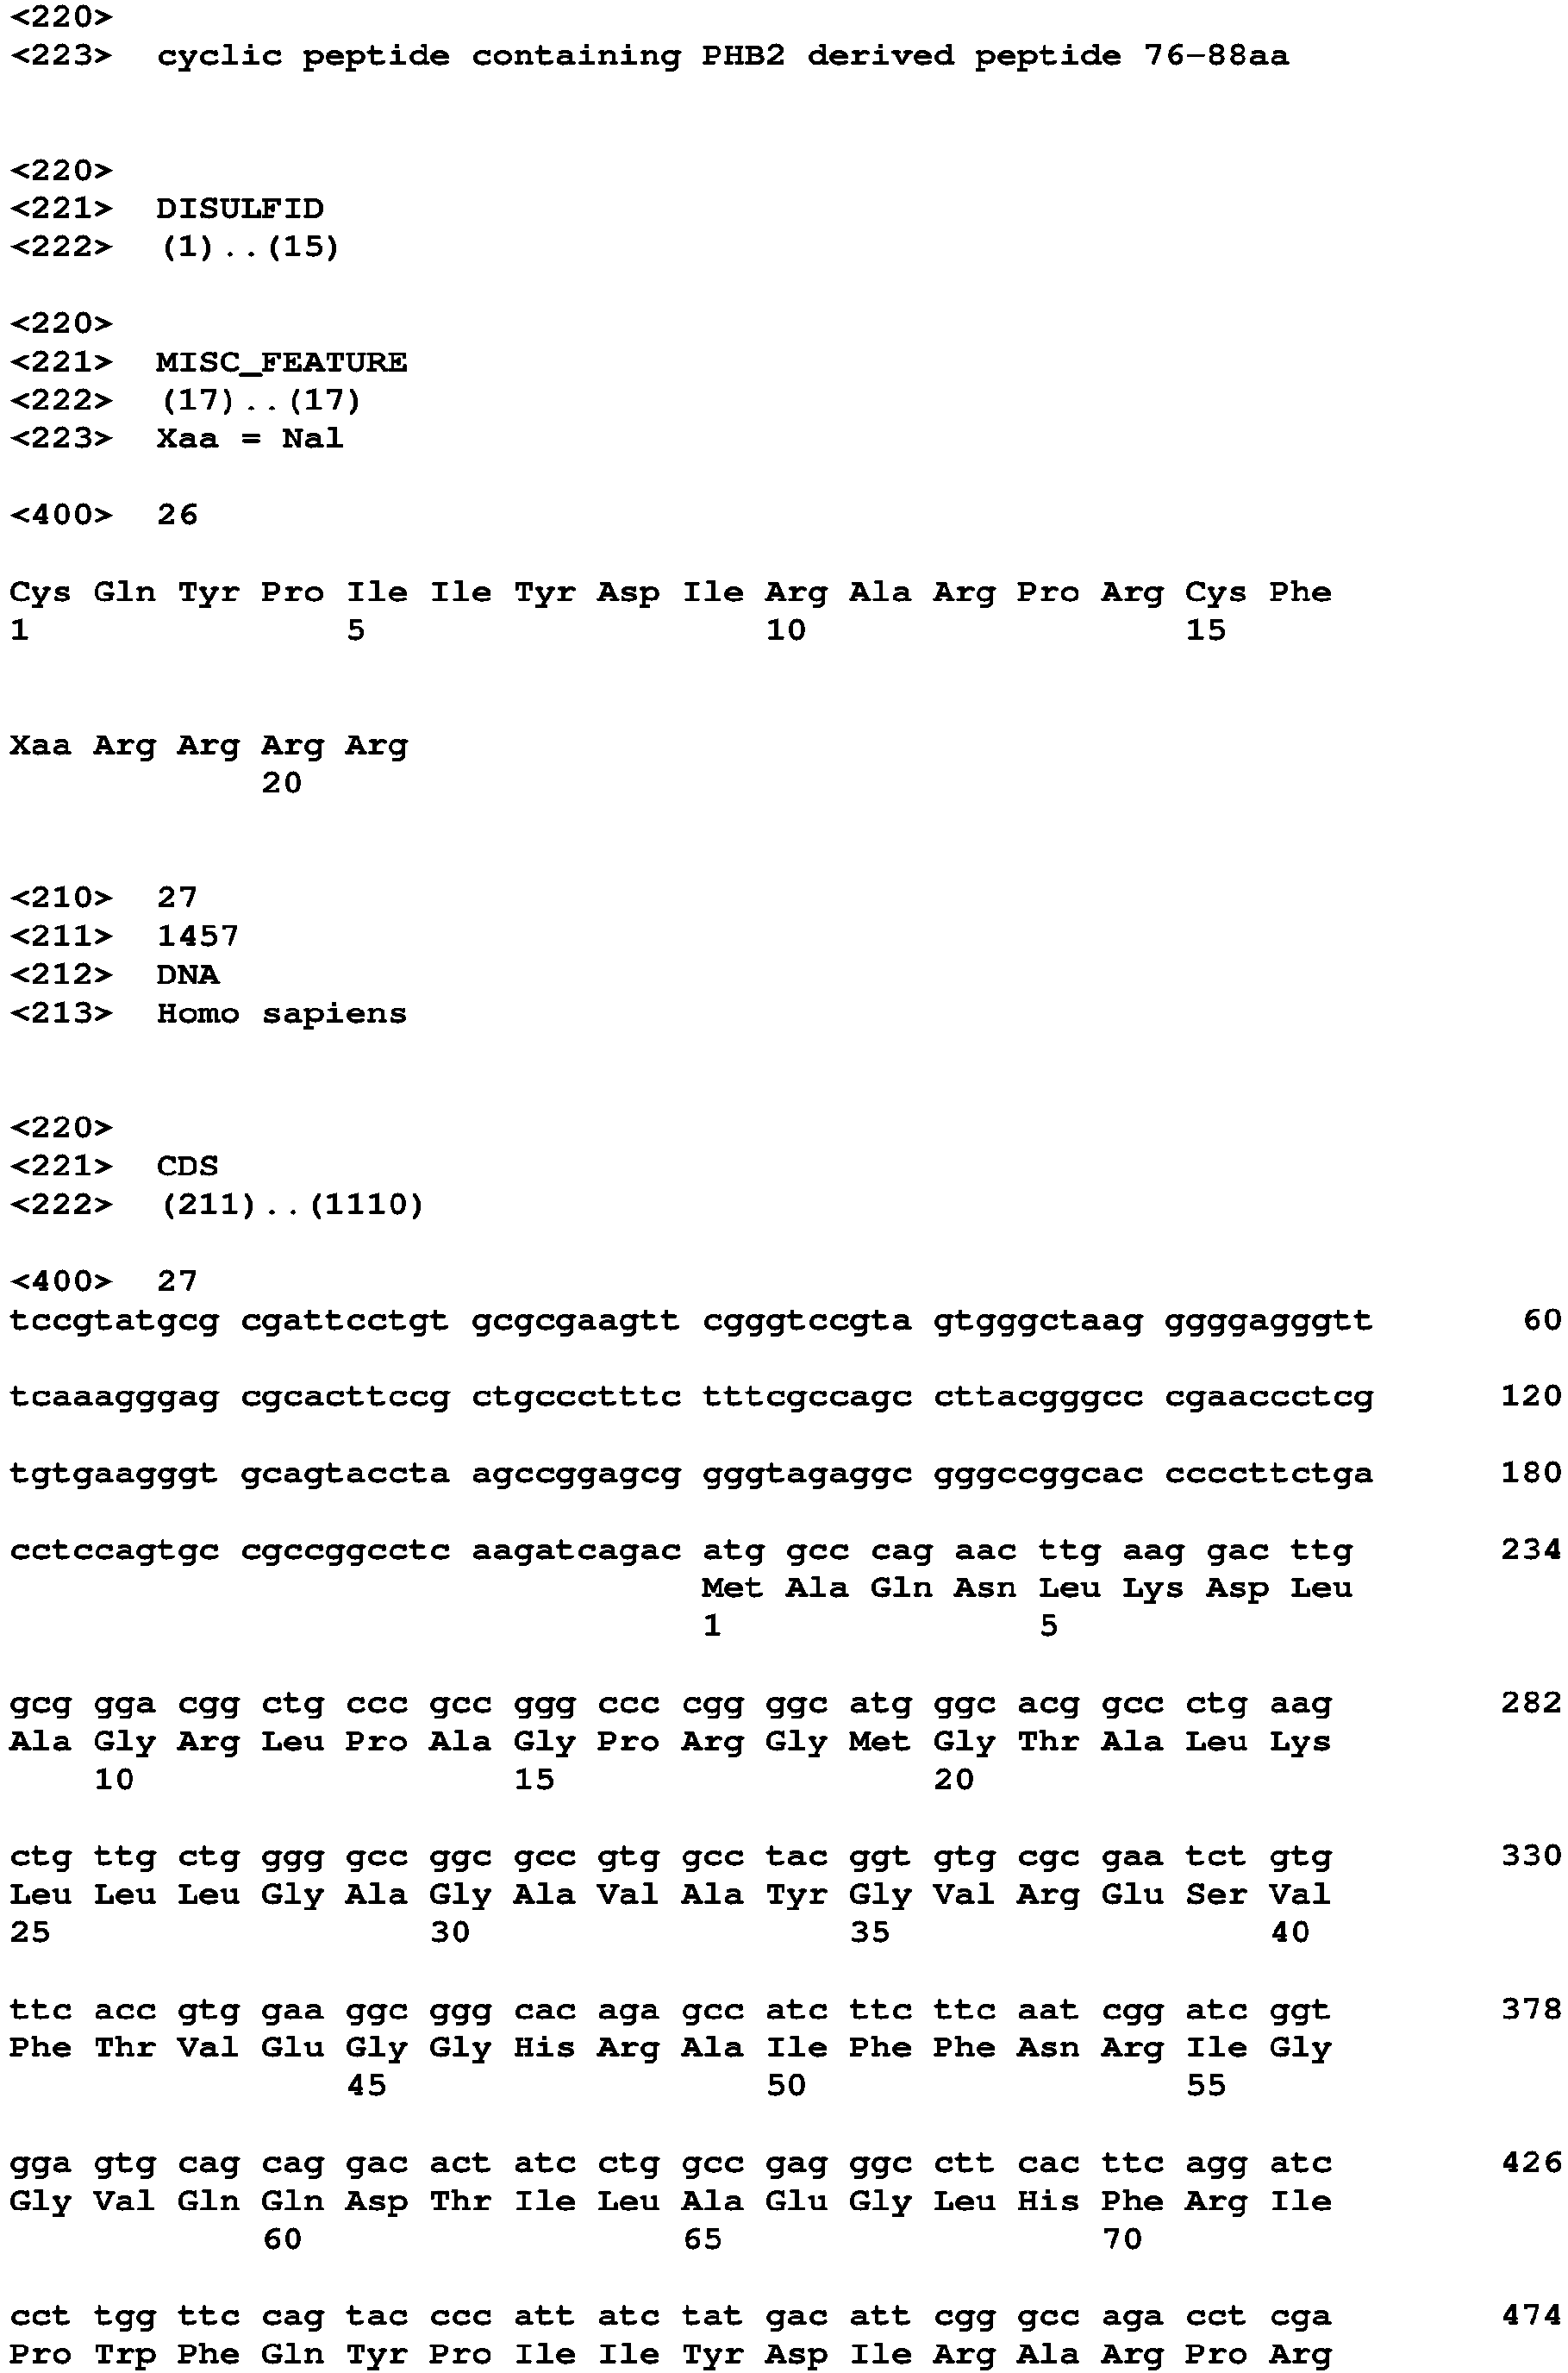 <220>
<223> cyclic peptide containing PHB2 derived peptide 76-88aa
<220>
<221> DISULFID
<222> (1)..(15)
<220>
<221> MISC_FEATURE
<222> (17)..(17)
<223> Xaa = Nal
<400> 26
Cys Gln Tyr Pro Ile Ile Tyr Asp Ile Arg Ala Arg Pro Arg Cys Phe
1 5 10 15
Xaa Arg Arg Arg Arg
20
<210> 27
<211> 1457
<212> DNA
<213> Homo sapiens
<220>
<221> CDS
<222> (211)..(1110)
<400> 27
tccgtatgcg cgattcctgt gcgcgaagtt cgggtccgta gtgggctaag ggggagggtt 60
tcaaagggag cgcacttccg ctgccctttc tttcgccagc cttacgggcc cgaaccctcg 120
tgtgaagggt gcagtaccta agccggagcg gggtagaggc gggccggcac ccccttctga 180
cctccagtgc cgccggcctc aagatcagac atg gcc cag aac ttg aag gac ttg 234
Met Ala Gln Asn Leu Lys Asp Leu
1 5
gcg gga cgg ctg ccc gcc ggg ccc cgg ggc atg ggc acg gcc ctg aag 282
Ala Gly Arg Leu Pro Ala Gly Pro Arg Gly Met Gly Thr Ala Leu Lys
10 15 20
ctg ttg ctg ggg gcc ggc gcc gtg gcc tac ggt gtg cgc gaa tct gtg 330
Leu Leu Leu Gly Ala Gly Ala Val Ala Tyr Gly Val Arg Glu Ser Val
25 30 35 40
ttc acc gtg gaa ggc ggg cac aga gcc atc ttc ttc aat cgg atc ggt 378
Phe Thr Val Glu Gly Gly His Arg Ala Ile Phe Phe Asn Arg Ile Gly
45 50 55
gga gtg cag cag gac act atc ctg gcc gag ggc ctt cac ttc agg atc 426
Gly Val Gln Gln Asp Thr Ile Leu Ala Glu Gly Leu His Phe Arg Ile
60 65 70
cct tgg ttc cag tac ccc att atc tat gac att cgg gcc aga cct cga 474
Pro Trp Phe Gln Tyr Pro Ile Ile Tyr Asp Ile Arg Ala Arg Pro Arg